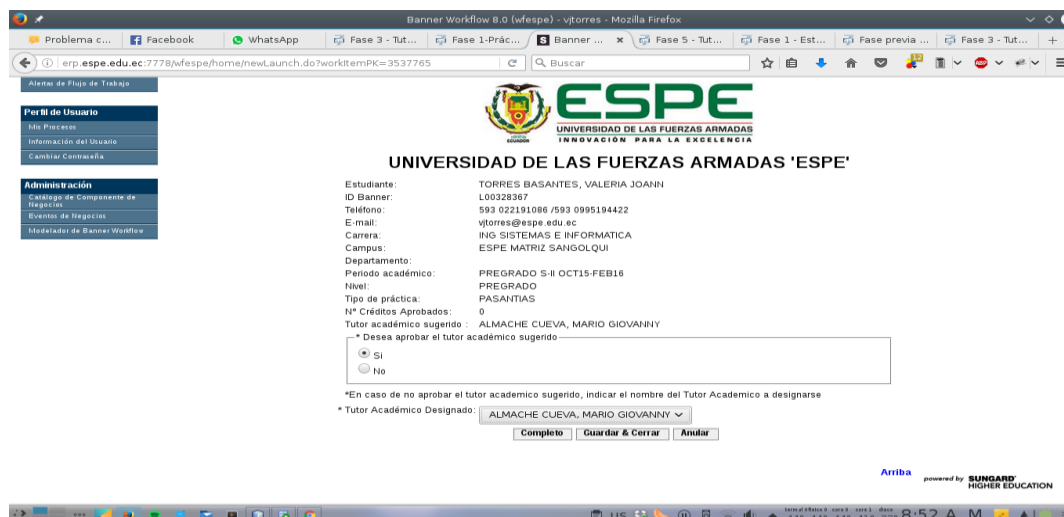 Banner Workflow 8.0 (wfespe) - vjtorres - Mozilla Firefox
Problema c... Facebook WhatsApp Fase 3 - Tut... Fase 1-Prác... Banner ... Fase 5 - Tut... Fase 1 - Est... Fase previa ... Fase 3 - Tut...
erp.espe.edu.ec:7778/wfespe/home/newLaunch.do?workItemPK=3537765 Buscar
Alertas de Flujo de Trabajo
Perfil de Usuario
Mis Procesos
Información del Usuario
Cambiar Contraseña
Administración
Catálogo de Componente de
Negocios
Eventos de Negocios
Modelador de Banner Workflow
ESPE
UNIVERSIDAD DE LAS FUERZAS ARMADAS
INNOVACIÓN PARA LA EXCELENCIA
ECUADOR
UNIVERSIDAD DE LAS FUERZAS ARMADAS 'ESPE'
Estudiante: TORRES BASANTES, VALERIA JOANN
ID Banner: L00328367
Teléfono: 593 022191086 /593 0995194422
E-mail: vjtorres@espe.edu.ec
Carrera: ING SISTEMAS E INFORMATICA
Campus: ESPE MATRIZ SANGOLQUI
Departamento:
Periodo académico: PREGRADO S-II OCT15-FEB16
Nivel: PREGRADO
Tipo de práctica: PASANTIAS
N° Créditos Aprobados: 0
Tutor académico sugerido : ALMACHE CUEVA, MARIO GIOVANNY
* Desea aprobar el tutor académico sugerido
Si
No
*En caso de no aprobar el tutor academico sugerido, indicar el nombre del Tutor Academico a designarse
* Tutor Académico Designado: ALMACHE CUEVA, MARIO GIOVANNY
Completo Guardar & Cerrar Anular
Arriba
powered by SUNGARD'
HIGHER EDUCATION
US 8:52 A M